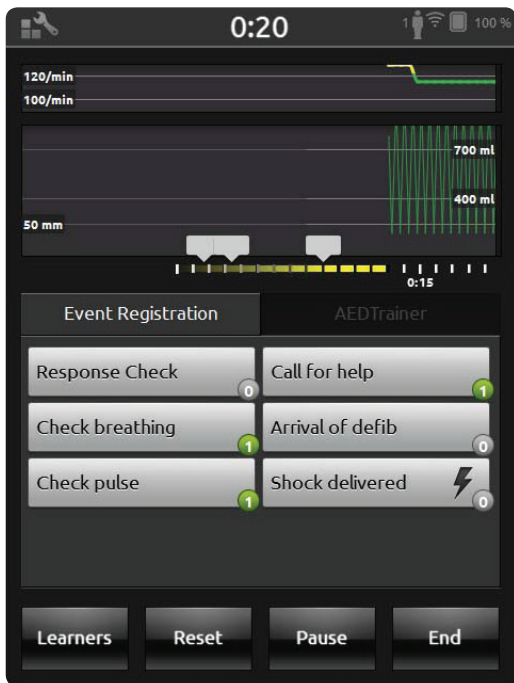 0:20
1
100 %
120/min
100/min
700 ml
400 ml
50 mm
0:15
Event Registration
AEDTrainer
Response Check
0
Call for help
1
Check breathing
1
Arrival of defib
0
Check pulse
1
Shock delivered
0
Learners
Reset
Pause
End